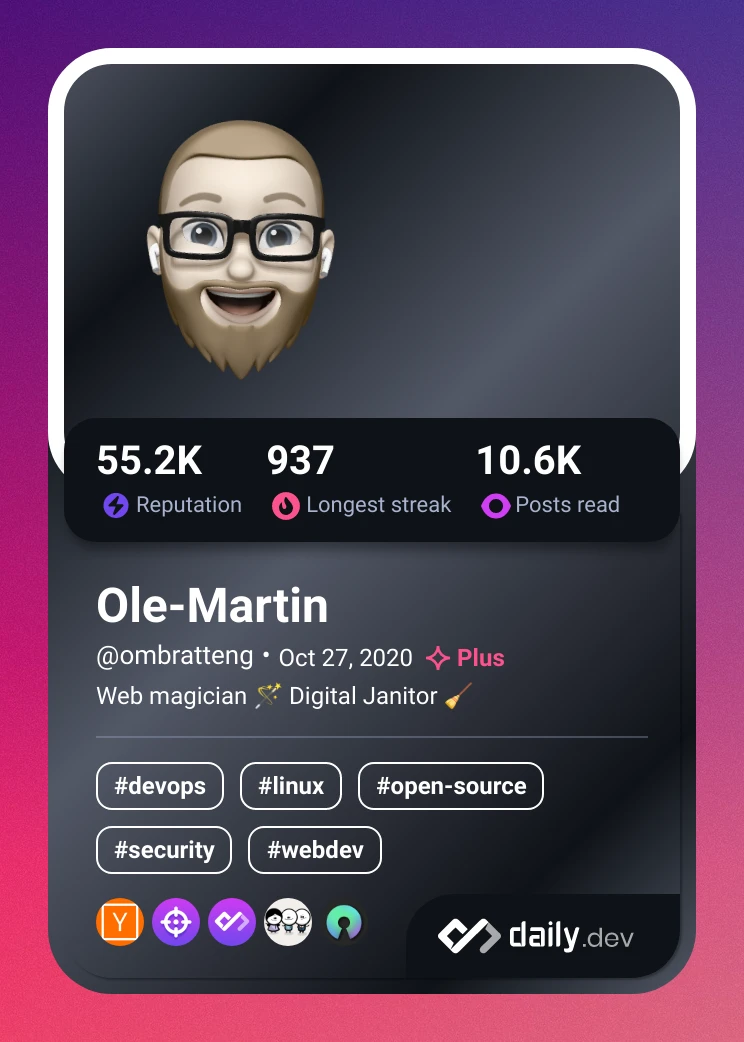 55.2K 937 10.6K
Reputation Longest streak Posts read
Ole-Martin
@ombratteng • Oct 27, 2020 Plus
Web magician 🪄 Digital Janitor 🧹
#devops #linux #open-source
#security #webdev
Y
daily.dev